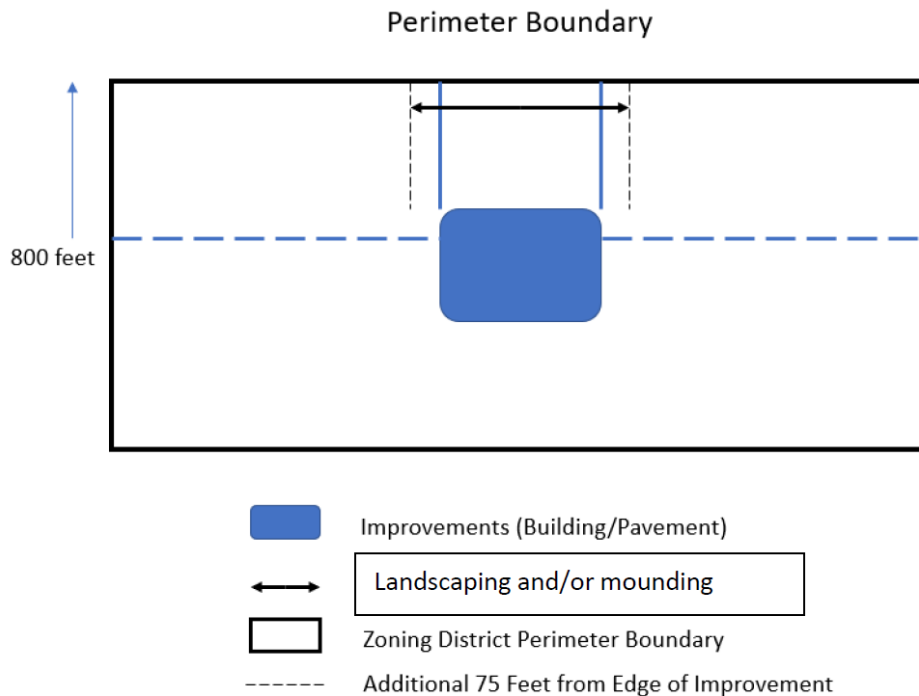 Perimeter Boundary
800 feet
Improvements (Building/Pavement)
Landscaping and/or mounding
Zoning District Perimeter Boundary
Additional 75 Feet from Edge of Improvement